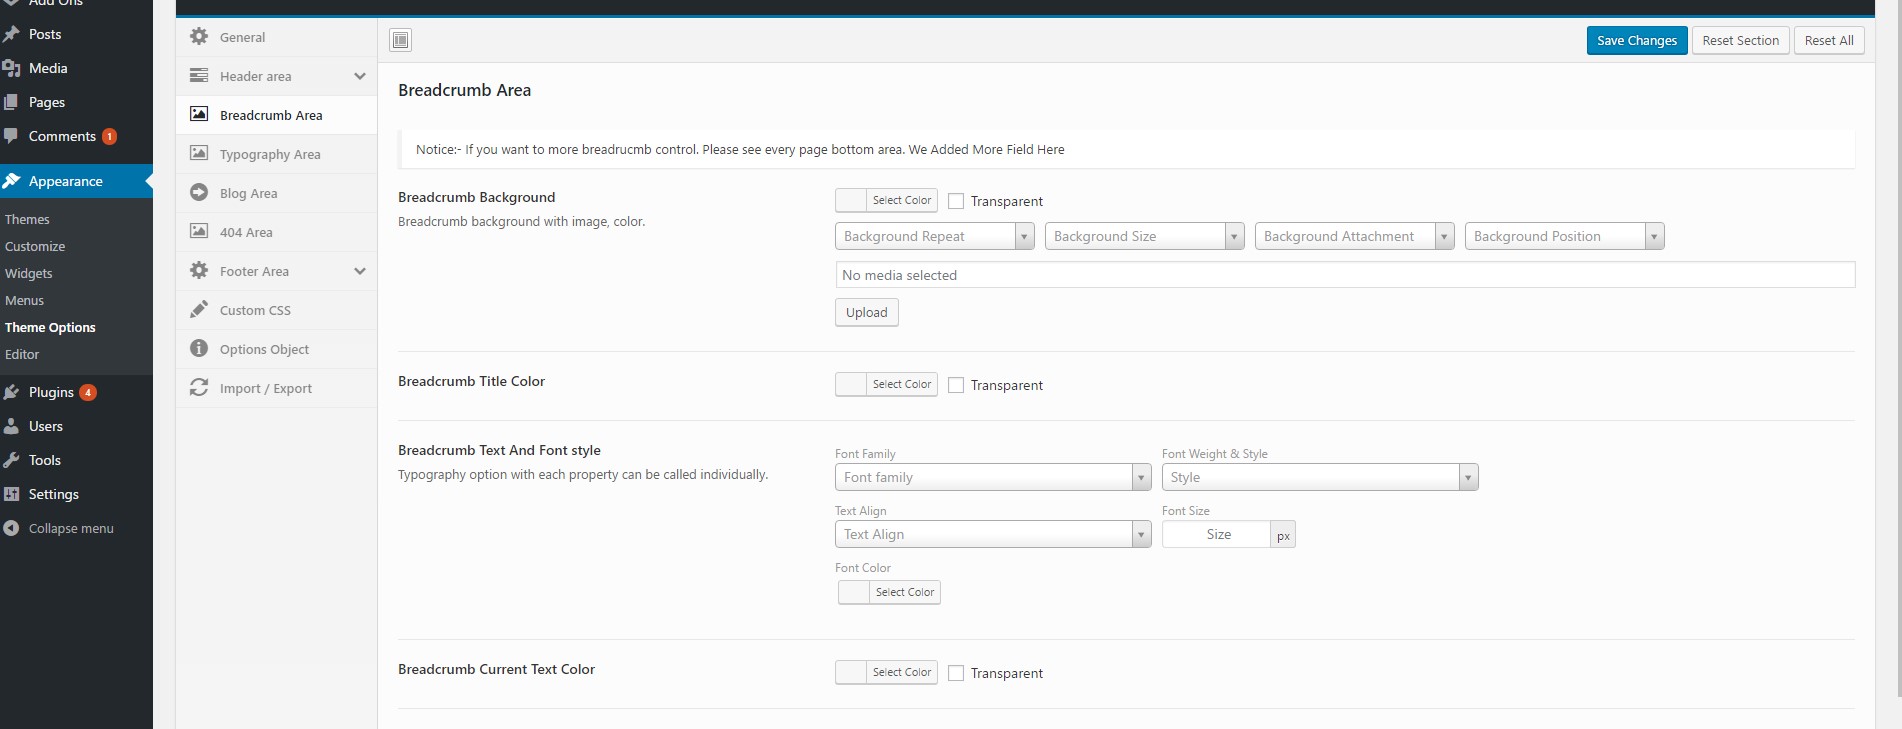 Add Ons
Posts
Media
Pages
Comments 1
Appearance
Themes
Customize
Widgets
Menus
Theme Options
Editor
Plugins 4
Users
Tools
Settings
Collapse menu
General
Header area
Breadcrumb Area
Typography Area
Blog Area
404 Area
Footer Area
Custom CSS
Options Object
Import / Export
Save Changes Reset Section Reset All
Breadcrumb Area
Notice:- If you want to more breadrucmb control. Please see every page bottom area. We Added More Field Here
Breadcrumb Background
Breadcrumb background with image, color.
Select Color Transparent
Background Repeat Background Size Background Attachment Background Position
No media selected
Upload
Breadcrumb Title Color
Select Color Transparent
Breadcrumb Text And Font style
Typography option with each property can be called individually.
Font Family Font Weight & Style
Font family Style
Text Align Font Size
Text Align Size px
Font Color
Select Color
Breadcrumb Current Text Color
Select Color Transparent